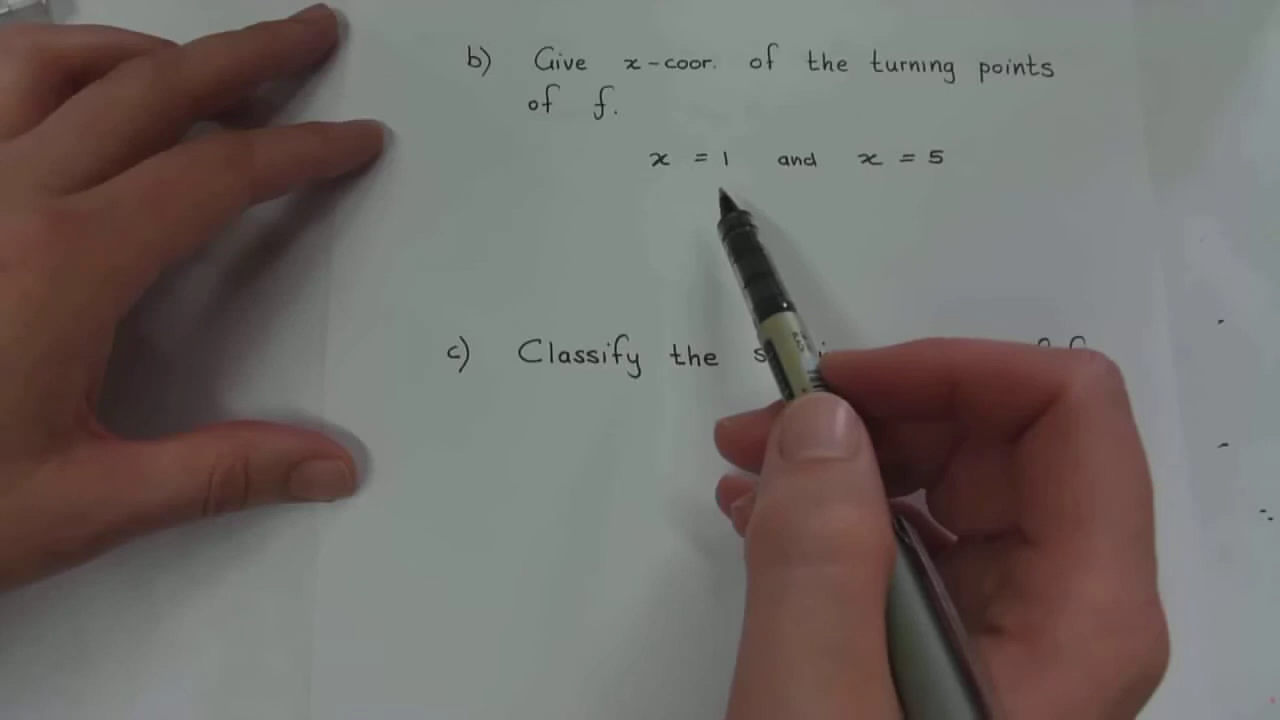 b) Give x-coor. of the turning points
of f.
x = 1 and x = 5
c) Classify the